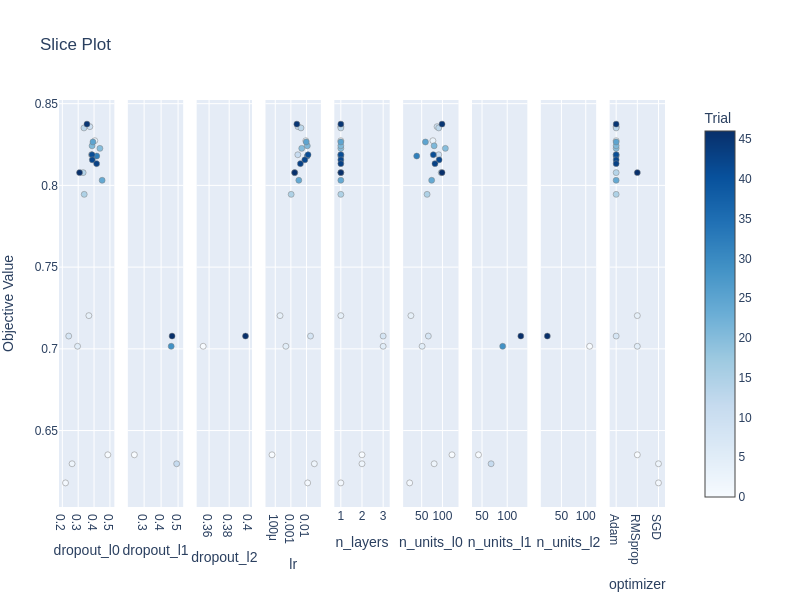 Slice Plot
Trial
Objective Value
0.85
0.8
0.75
0.7
0.65
0.2 0.3 0.4 0.5
dropout_l0
0.3 0.4 0.5
dropout_l1
0.36 0.38 0.4
dropout_l2
100μ 0.001 0.01
lr
1 2 3
n_layers
50 100
n_units_l0
50 100
n_units_l1
50 100
n_units_l2
Adam RMSprop SGD
optimizer
45
40
35
30
25
20
15
10
5
0